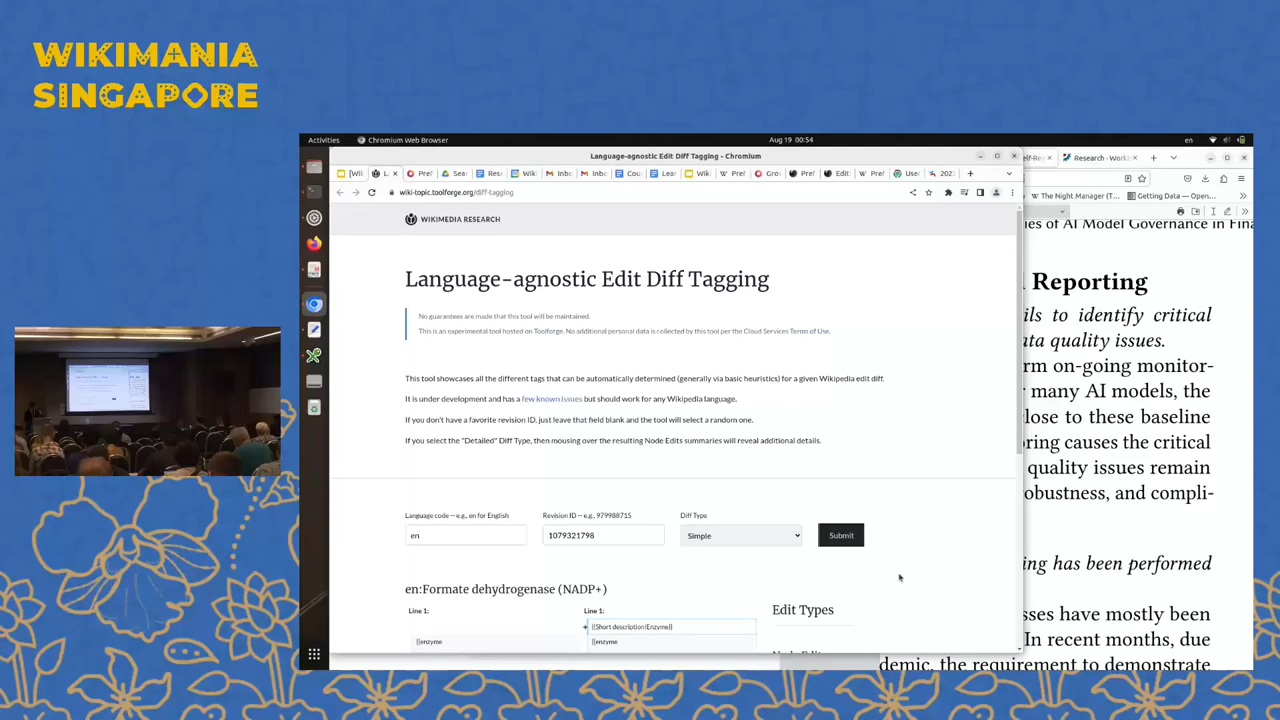 WIKIMANIA
SINGAPORE
Activities
Chromium Web Browser
Aug 19 00:54
en
Language-agnostic Edit Diff Tagging - Chromium
wiki-topic.toolforge.org/diff-tagging
Research - Work
The Night Manager (T...
Getting Data — Gettin...
WIKIMEDIA RESEARCH
ies of AI Model Governance in Fina
Language-agnostic Edit Diff Tagging
No guarantees are made that this tool will be maintained.
This is an experimental tool hosted on Toolforge. No additional personal data is collected by this tool per the Cloud Services Terms of Use.
This tool showcases all the different tags that can be automatically determined (generally via basic heuristics) for a given Wikipedia edit diff.
It is under development and has a few known issues but should work for any Wikipedia language.
If you don't have a favorite revision ID, just leave that field blank and the tool will select a random one.
If you select the "Detailed" Diff Type, then mousing over the resulting Node Edits summaries will reveal additional details.
Language code — e.g., en for English
Revision ID — e.g., 979988715
Diff Type
en
1079321798
Simple
Submit
en:Formate dehydrogenase (NADP+)
Line 1:
Line 1:
Edit Types
+ {{Short description|Enzyme}}
{{enzyme
{{enzyme
Reporting
ils to identify critical
ata quality issues.
rm on-going monitor-
many AI models, the
lose to these baseline
ring causes the critical
quality issues remain
obustness, and compli-
ing has been performed
sses have mostly been
In recent months, due
demic, the requirement to demonstrate